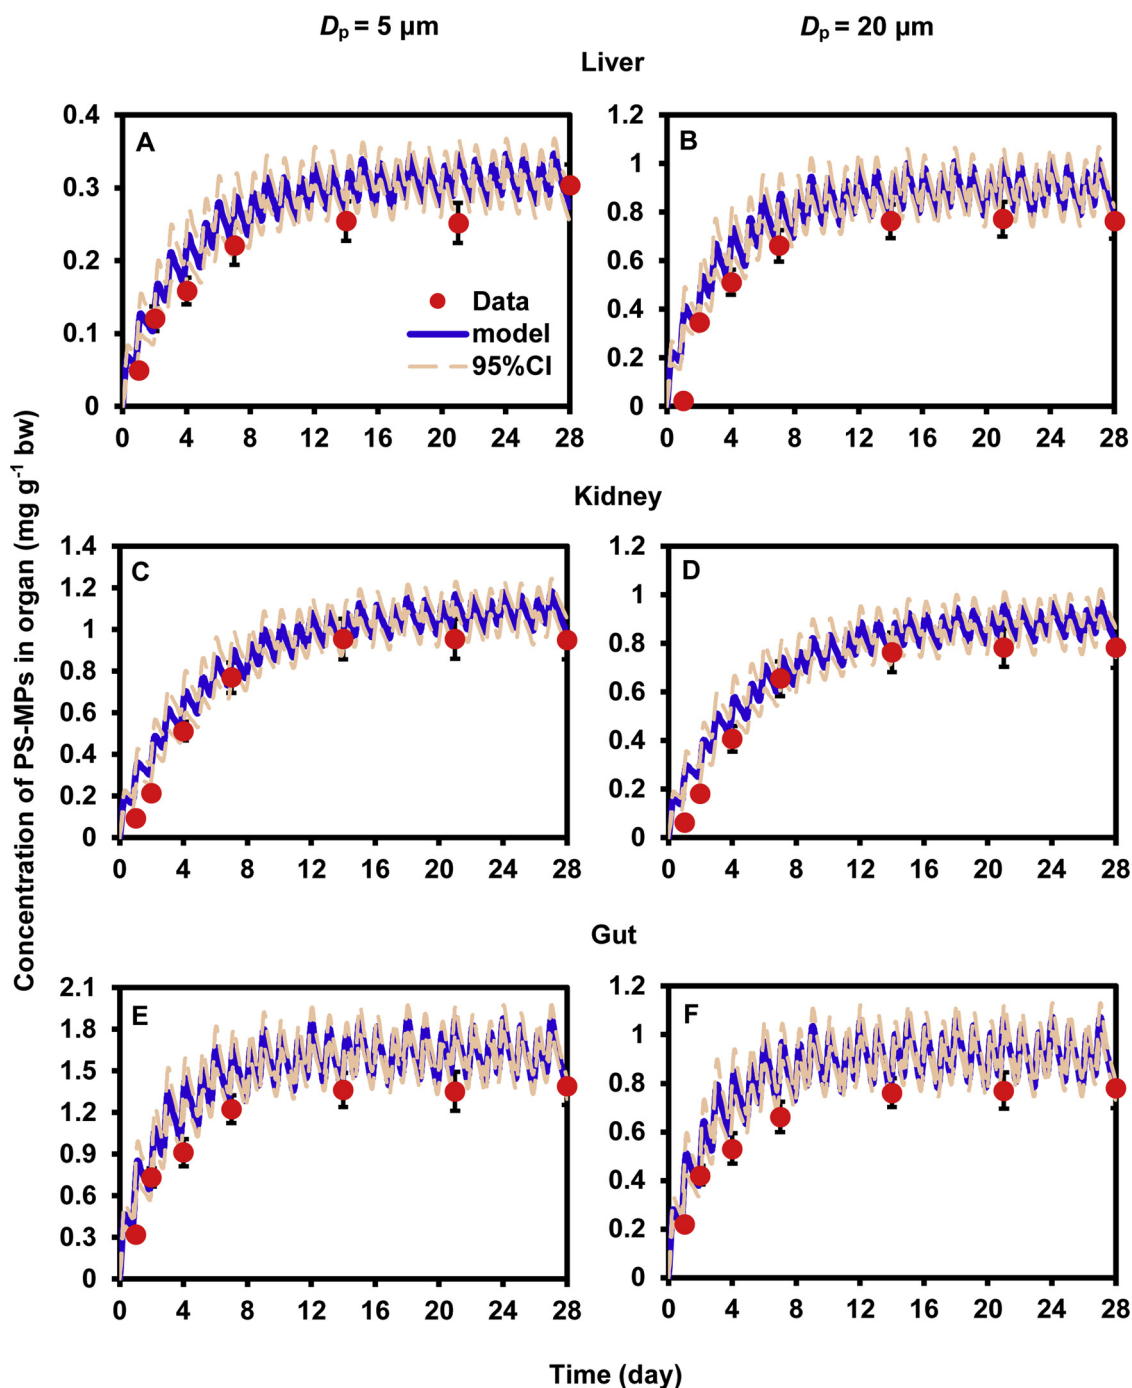 Dp = 5 µm
Dp = 20 µm
Liver
A
0.4
0.3
0.2
0.1
0
0 4 8 12 16 20 24 28
Data
model
95%CI
B
1.2
1
0.8
0.6
0.4
0.2
0
0 4 8 12 16 20 24 28
Kidney
C
1.4
1.2
1
0.8
0.6
0.4
0.2
0
0 4 8 12 16 20 24 28
D
1.2
1
0.8
0.6
0.4
0.2
0
0 4 8 12 16 20 24 28
Gut
E
2.1
1.8
1.5
1.2
0.9
0.6
0.3
0
0 4 8 12 16 20 24 28
F
1.2
1
0.8
0.6
0.4
0.2
0
0 4 8 12 16 20 24 28
Concentration of PS-MPs in organ (mg g⁻¹ bw)
Time (day)